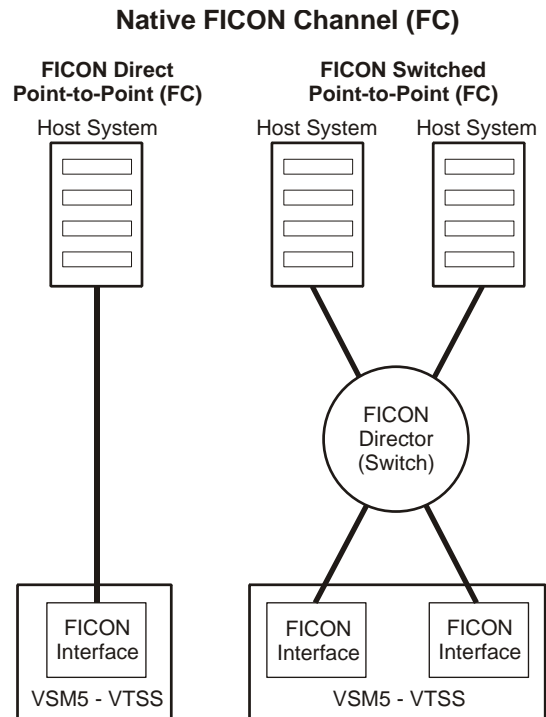 Native FICON Channel (FC)
FICON Direct
Point-to-Point (FC)
Host System
FICON
Interface
VSM5 - VTSS
FICON Switched
Point-to-Point (FC)
Host System
Host System
FICON
Director
(Switch)
FICON
Interface
FICON
Interface
VSM5 - VTSS